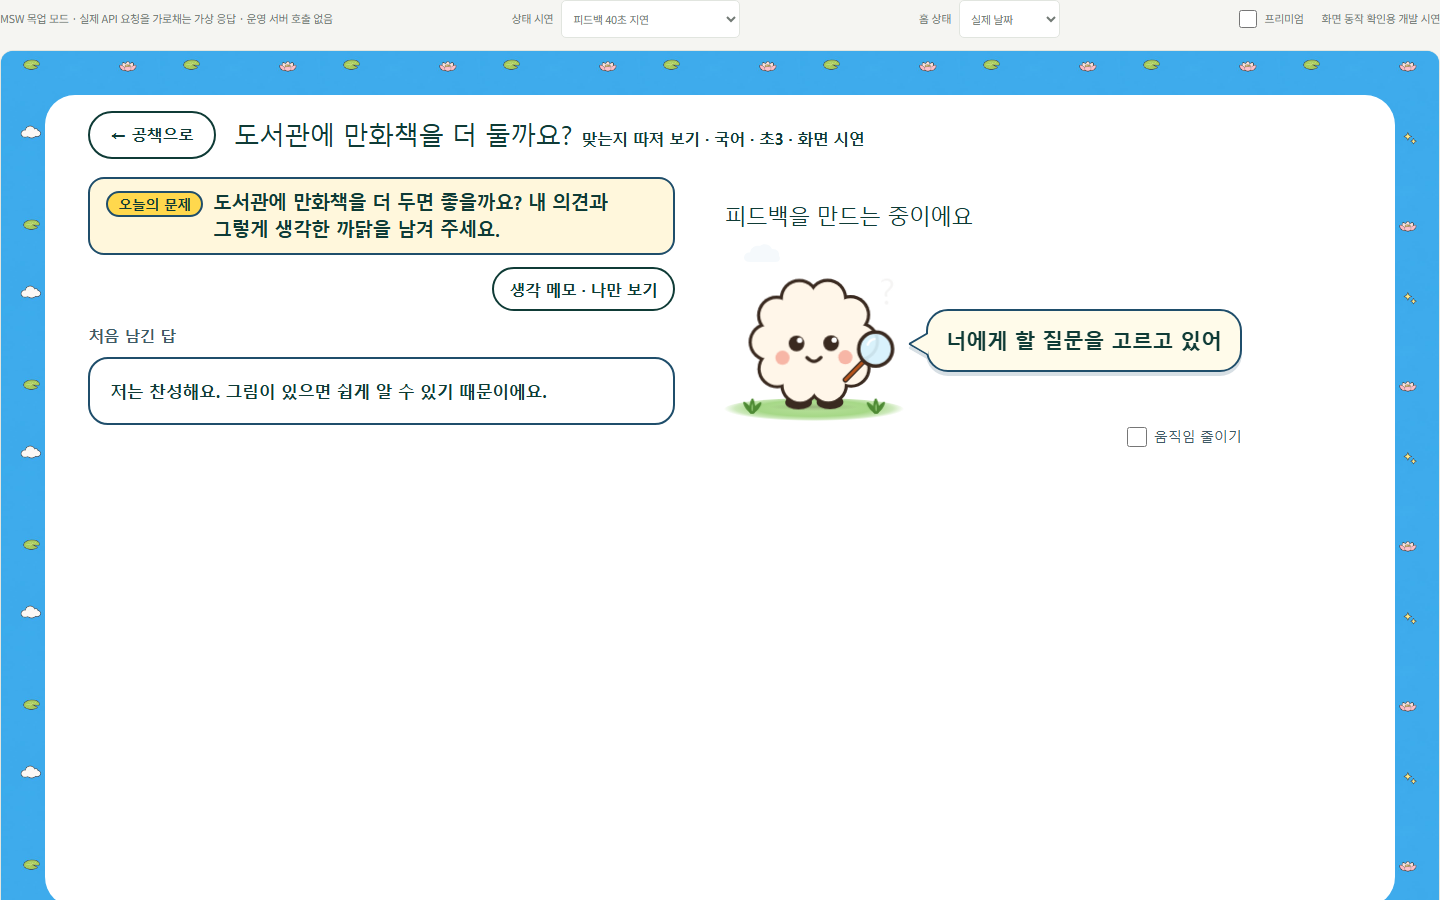 MSW 목업 모드 · 실제 API 요청을 가로채는 가상 응답 · 운영 서버 호출 없음
상태 시연
피드백 40초 지연
홈 상태
실제 날짜
프리미엄
화면 동작 확인용 개발 시연
← 공책으로
도서관에 만화책을 더 둘까요? 맞는지 따져 보기 · 국어 · 초3 · 화면 시연
오늘의 문제
도서관에 만화책을 더 두면 좋을까요? 내 의견과
그렇게 생각한 까닭을 남겨 주세요.
생각 메모 · 나만 보기
처음 남긴 답
저는 찬성해요. 그림이 있으면 쉽게 알 수 있기 때문이에요.
피드백을 만드는 중이에요
?
너에게 할 질문을 고르고 있어
움직임 줄이기